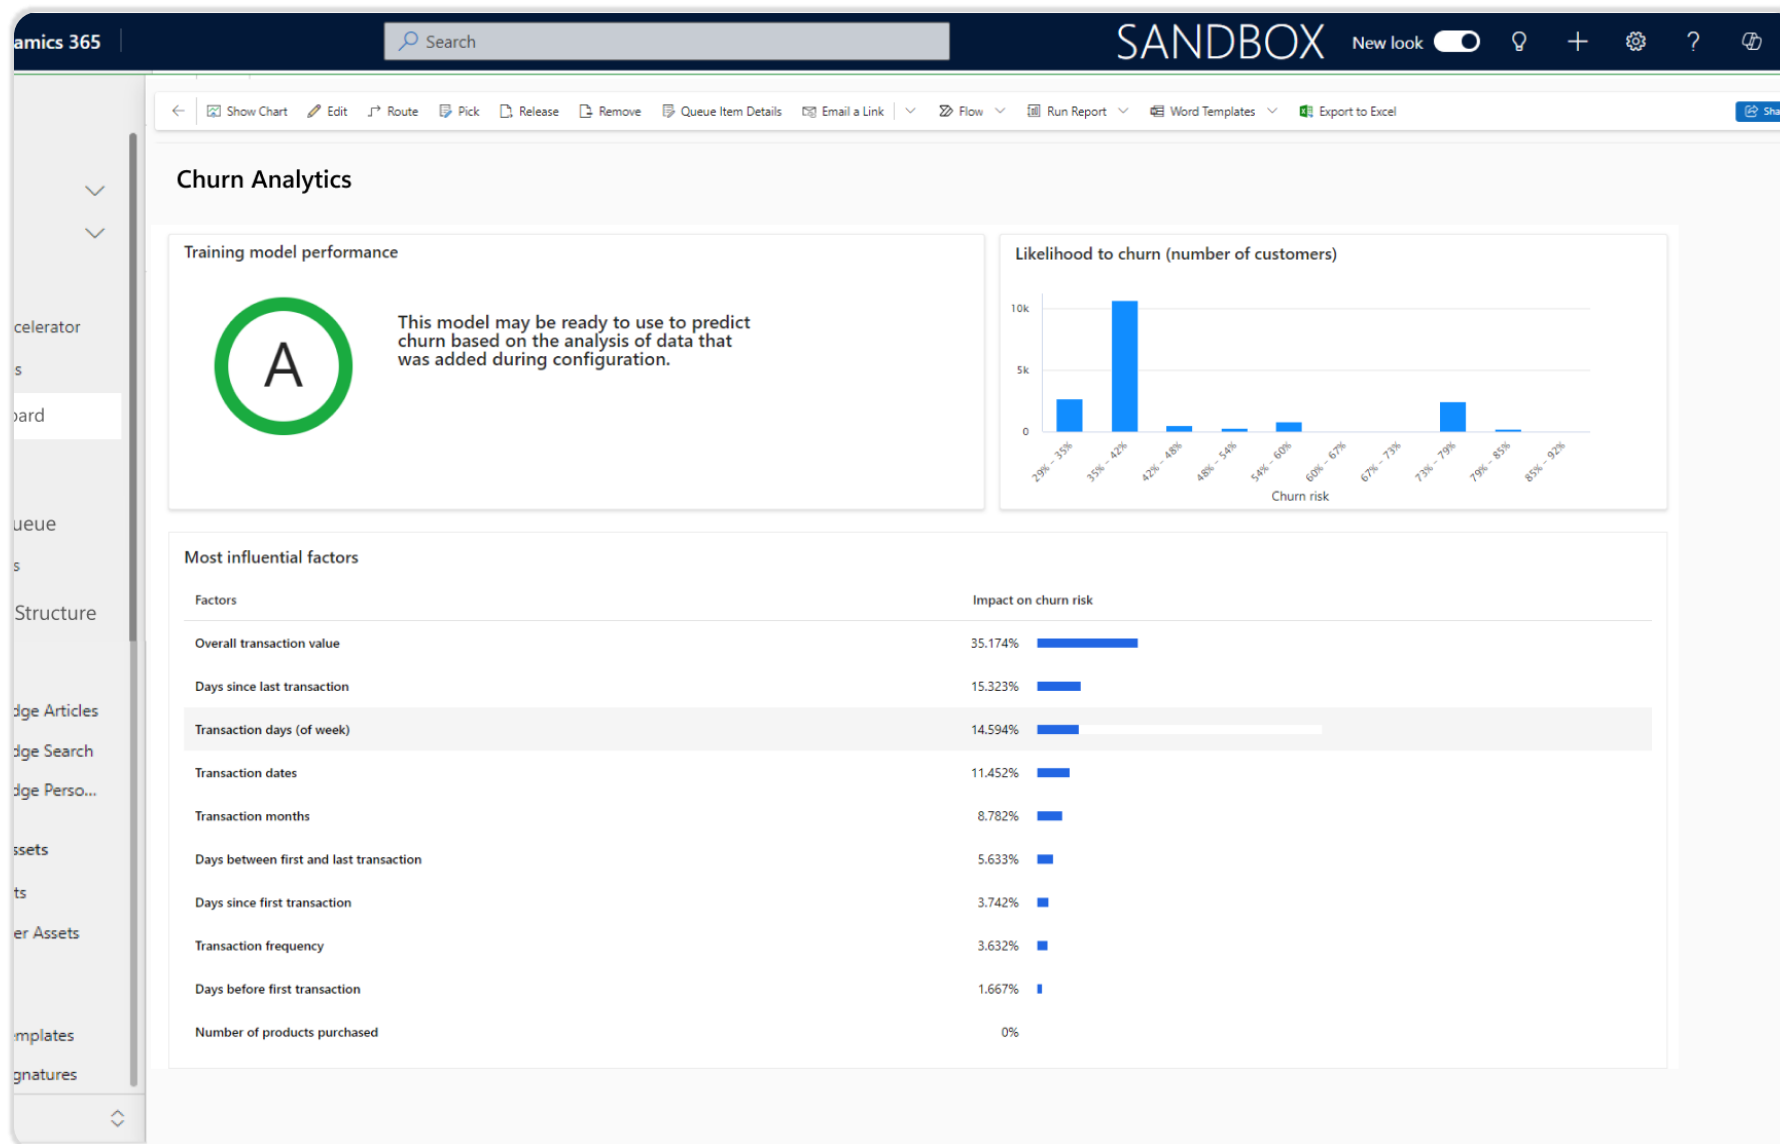 amics 365
Search
SANDBOX
New look
Show Chart
Edit
Route
Pick
Release
Remove
Queue Item Details
Email a Link
Flow
Run Report
Word Templates
Export to Excel
Sha
celerator
s
oard
ueue
s
Structure
dge Articles
dge Search
dge Perso...
ssets
ts
er Assets
emplates
gnatures
Churn Analytics
Training model performance
A
This model may be ready to use to predict
churn based on the analysis of data that
was added during configuration.
Likelihood to churn (number of customers)
10k
5k
0
29% - 35%
35% - 42%
42% - 48%
48% - 54%
54% - 60%
60% - 67%
67% - 73%
73% - 79%
79% - 85%
85% - 92%
Churn risk
Most influential factors
Factors
Impact on churn risk
Overall transaction value
35.174%
Days since last transaction
15.323%
Transaction days (of week)
14.594%
Transaction dates
11.452%
Transaction months
8.782%
Days between first and last transaction
5.633%
Days since first transaction
3.742%
Transaction frequency
3.632%
Days before first transaction
1.667%
Number of products purchased
0%